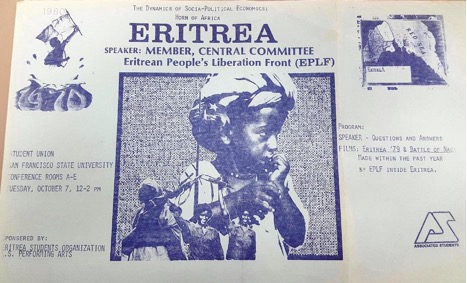 THE DYNAMICS OF SOCIA-POLITICAL ECONOMICS:
HORN OF AFRICA
ERITREA
SPEAKER: MEMBER, CENTRAL COMMITTEE
Eritrean People's Liberation Front (EPLF)
STUDENT UNION
SAN FRANCISCO STATE UNIVERSITY
CONFERENCE ROOMS A-E
TUESDAY, OCTOBER 7, 12-2 PM
PONSORED BY:
ERITREA STUDENTS ORGANIZATION
PERFORMING ARTS
PROGRAM:
SPEAKER - QUESTIONS AND ANSWERS
FILMS: ERITREA '79 & BATTLE OF
MADE WITHIN THE PAST YEAR
BY EPLF INSIDE ERITREA.
AS
ASSOCIATED STUDENTS